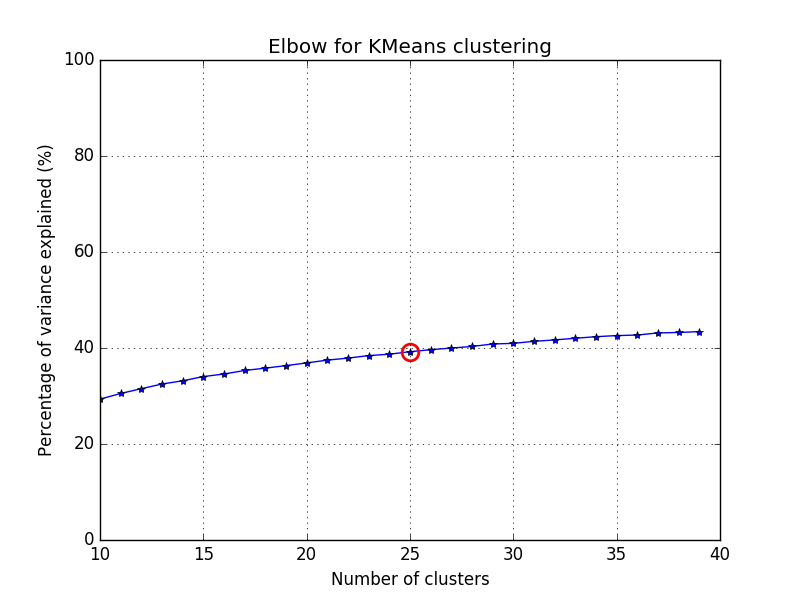 Elbow for KMeans clustering
100
80
60
40
20
0
Percentage of variance explained (%)
10 15 20 25 30 35 40
Number of clusters